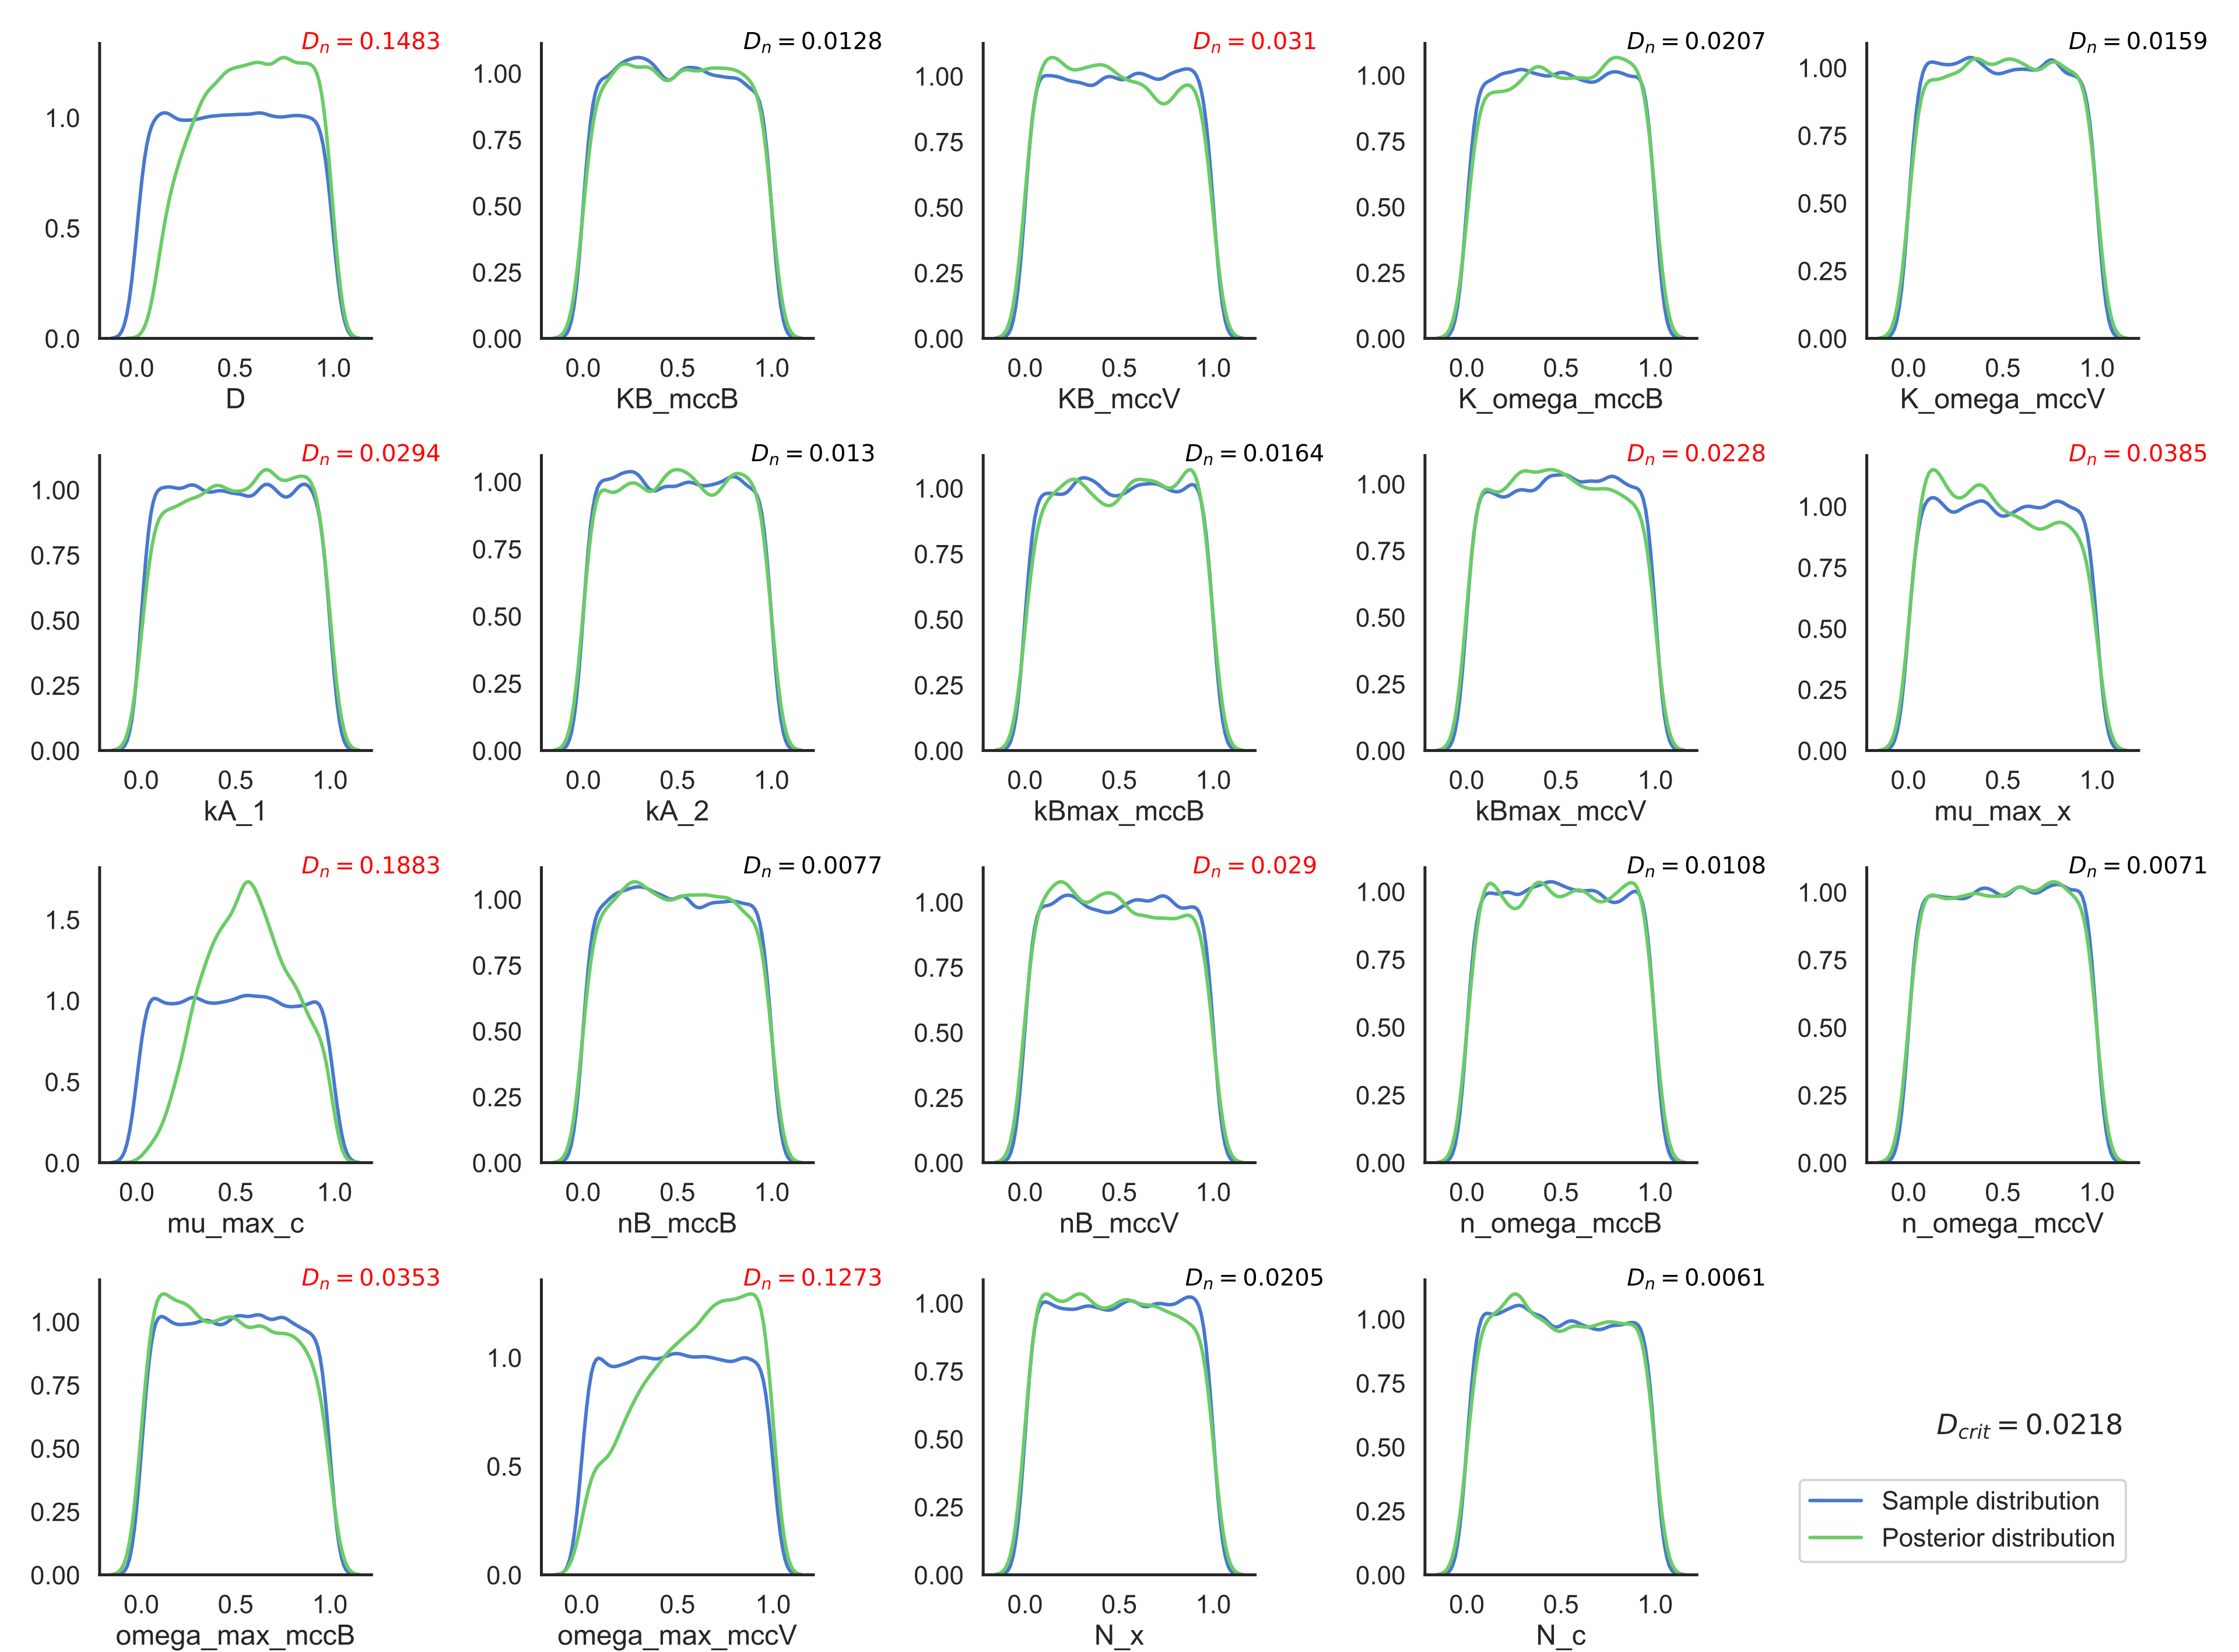 D_n = 0.1483
1.0
0.5
0.0
0.0 0.5 1.0
D
D_n = 0.0128
1.00
0.75
0.50
0.25
0.00
0.0 0.5 1.0
KB_mccB
D_n = 0.031
1.00
0.75
0.50
0.25
0.00
0.0 0.5 1.0
KB_mccV
D_n = 0.0207
1.00
0.75
0.50
0.25
0.00
0.0 0.5 1.0
K_omega_mccB
D_n = 0.0159
1.00
0.75
0.50
0.25
0.00
0.0 0.5 1.0
K_omega_mccV
D_n = 0.0294
1.00
0.75
0.50
0.25
0.00
0.0 0.5 1.0
kA_1
D_n = 0.013
1.00
0.75
0.50
0.25
0.00
0.0 0.5 1.0
kA_2
D_n = 0.0164
1.00
0.75
0.50
0.25
0.00
0.0 0.5 1.0
kBmax_mccB
D_n = 0.0228
1.00
0.75
0.50
0.25
0.00
0.0 0.5 1.0
kBmax_mccV
D_n = 0.0385
1.00
0.75
0.50
0.25
0.00
0.0 0.5 1.0
mu_max_x
D_n = 0.1883
1.5
1.0
0.5
0.0
0.0 0.5 1.0
mu_max_c
D_n = 0.0077
1.00
0.75
0.50
0.25
0.00
0.0 0.5 1.0
nB_mccB
D_n = 0.029
1.00
0.75
0.50
0.25
0.00
0.0 0.5 1.0
nB_mccV
D_n = 0.0108
1.00
0.75
0.50
0.25
0.00
0.0 0.5 1.0
n_omega_mccB
D_n = 0.0071
1.00
0.75
0.50
0.25
0.00
0.0 0.5 1.0
n_omega_mccV
D_n = 0.0353
1.00
0.75
0.50
0.25
0.00
0.0 0.5 1.0
omega_max_mccB
D_n = 0.1273
1.0
0.5
0.0
0.0 0.5 1.0
omega_max_mccV
D_n = 0.0205
1.00
0.75
0.50
0.25
0.00
0.0 0.5 1.0
N_x
D_n = 0.0061
1.00
0.75
0.50
0.25
0.00
0.0 0.5 1.0
N_c
D_crit = 0.0218
Sample distribution
Posterior distribution